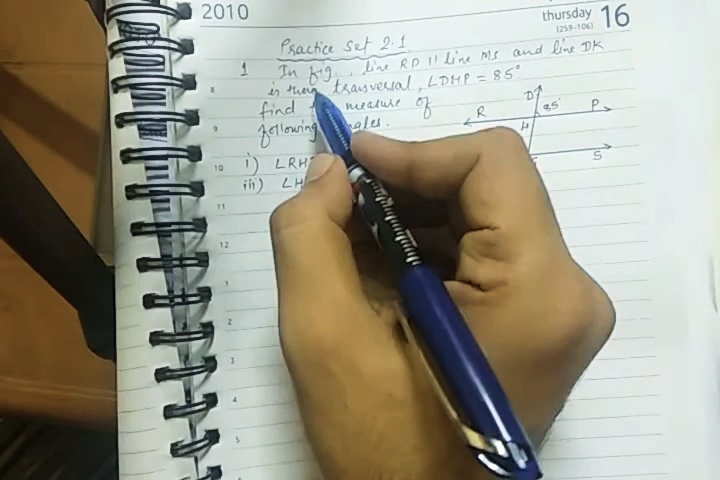 2010
thursday 16
(259-106)
Practice Set 2.1
1 In fig... line RP || line MS and line DK
is their transversal, ∠DHP = 85°
find measure of
following
i) ∠RH
iii) ∠H
D 85°
R P
H
S
8
9
10
11
12
1
2
3
4
5